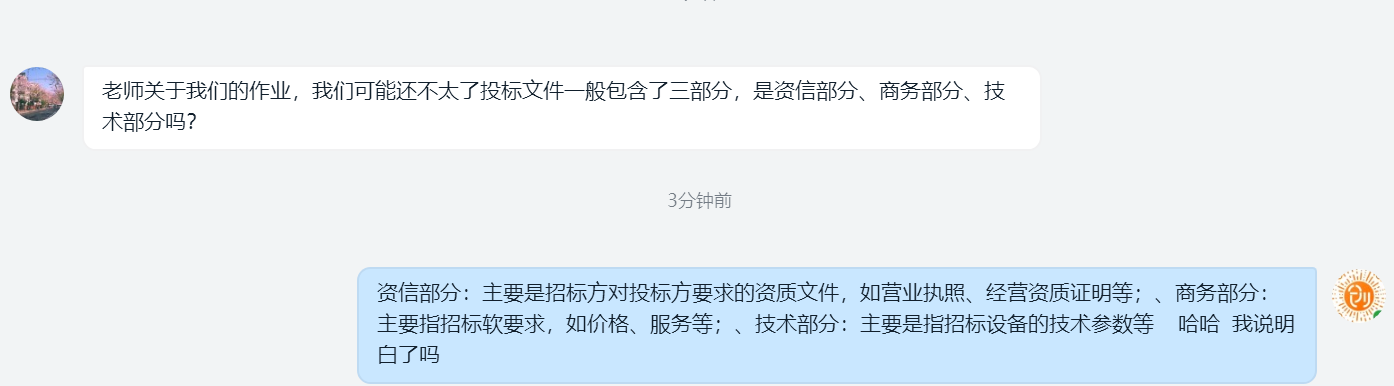 老师关于我们的作业，我们可能还不太了投标文件一般包含了三部分，是资信部分、商务部分、技
术部分吗?
3分钟前
资信部分：主要是招标方对投标方要求的资质文件，如营业执照、经营资质证明等；、商务部分：
主要指招标软要求，如价格、服务等；、技术部分：主要是指招标设备的技术参数等 哈哈 我说明
白了吗